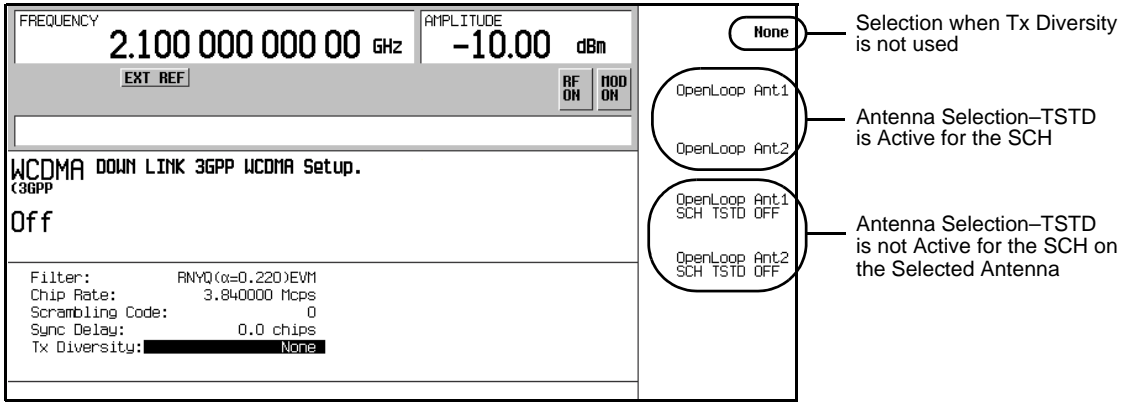 FREQUENCY
2.100 000 000 00 GHz
AMPLITUDE
-10.00 dBm
EXT REF
RF
ON
MOD
ON
WCDMA DOWN LINK 3GPP WCDMA Setup.
(3GPP
Off
Filter: RNYQ(α=0.220)EVM
Chip Rate: 3.840000 Mcps
Scrambling Code: 0
Sync Delay: 0.0 chips
Tx Diversity: None
None
OpenLoop Ant1
OpenLoop Ant2
OpenLoop Ant1
SCH TSTD OFF
OpenLoop Ant2
SCH TSTD OFF
Selection when Tx Diversity
is not used
Antenna Selection–TSTD
is Active for the SCH
Antenna Selection–TSTD
is not Active for the SCH on
the Selected Antenna